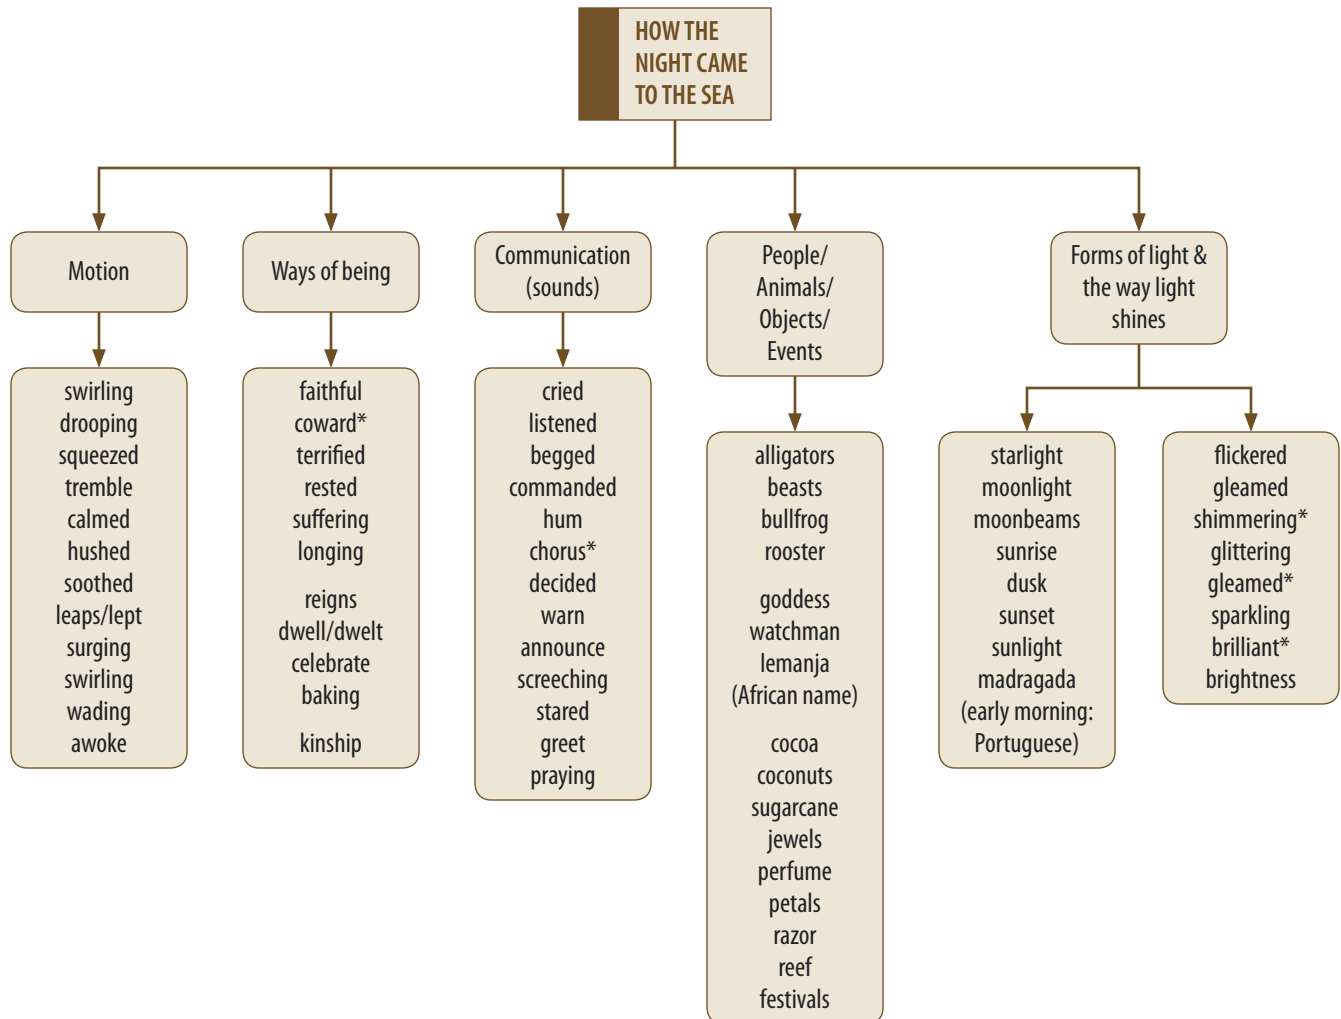 HOW THE
NIGHT CAME
TO THE SEA
Motion
swirling
drooping
squeezed
tremble
calmed
hushed
soothed
leaps/lept
surging
swirling
wading
awoke
Ways of being
faithful
coward*
terrified
rested
suffering
longing
reigns
dwell/dwelt
celebrate
baking
kinship
Communication
(sounds)
cried
listened
begged
commanded
hum
chorus*
decided
warn
announce
screeching
stared
greet
praying
People/
Animals/
Objects/
Events
alligators
beasts
bullfrog
rooster
goddess
watchman
lemanja
(African name)
cocoa
coconuts
sugarcane
jewels
perfume
petals
razor
reef
festivals
Forms of light &
the way light
shines
starlight
moonlight
moonbeams
sunrise
dusk
sunset
sunlight
madragada
(early morning:
Portuguese)
flickered
gleamed
shimmering*
glittering
gleamed*
sparkling
brilliant*
brightness